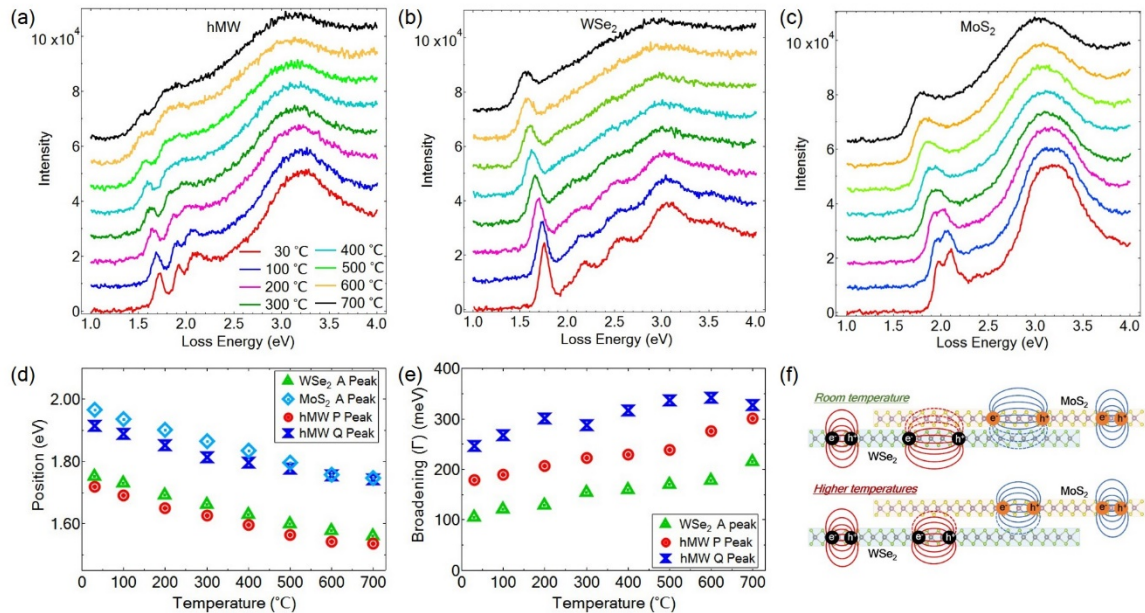 (a)
hMW
10 x10⁴
8
6
4
2
0
Intensity
1.0 1.5 2.0 2.5 3.0 3.5 4.0
Loss Energy (eV)
30 °C
100 °C
200 °C
300 °C
400 °C
500 °C
600 °C
700 °C
(b)
WSe₂
10 x10⁴
8
6
4
2
0
Intensity
1.0 1.5 2.0 2.5 3.0 3.5 4.0
Loss Energy (eV)
(c)
MoS₂
10 x10⁴
8
6
4
2
0
Intensity
1.0 1.5 2.0 2.5 3.0 3.5 4.0
Loss Energy (eV)
(d)
WSe₂ A Peak
MoS₂ A Peak
hMW P Peak
hMW Q Peak
2.00
1.80
1.60
Position (eV)
0 100 200 300 400 500 600 700
Temperature (°C)
(e)
400
300
200
100
0
Broadening (Γ) (meV)
WSe₂ A peak
hMW P Peak
hMW Q Peak
0 100 200 300 400 500 600 700
Temperature (°C)
(f)
Room temperature
MoS₂
e⁻ h⁺ e⁻ h⁺
e⁻ h⁺ e⁻ h⁺
WSe₂
Higher temperatures
MoS₂
e⁻ h⁺ e⁻ h⁺
e⁻ h⁺ e⁻ h⁺
WSe₂